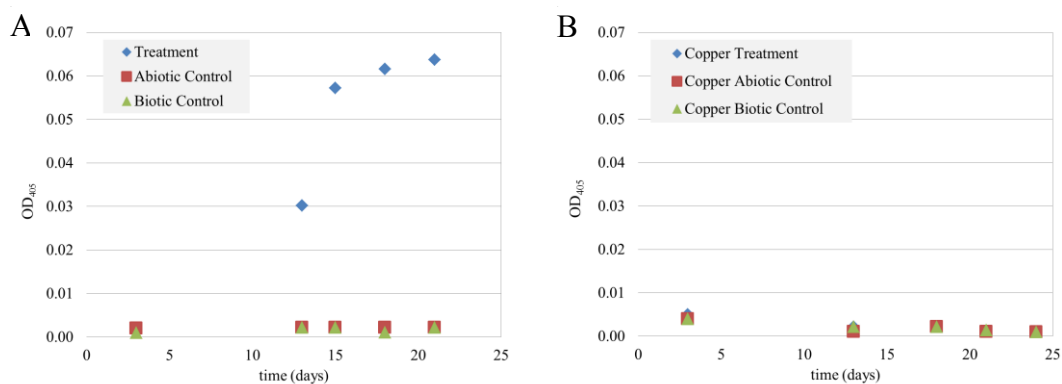 A
0.07
0.06
0.05
0.04
0.03
0.02
0.01
0.00
OD405
Treatment
Abiotic Control
Biotic Control
0 5 10 15 20 25
time (days)
B
0.07
0.06
0.05
0.04
0.03
0.02
0.01
0.00
OD405
Copper Treatment
Copper Abiotic Control
Copper Biotic Control
0 5 10 15 20 25
time (days)